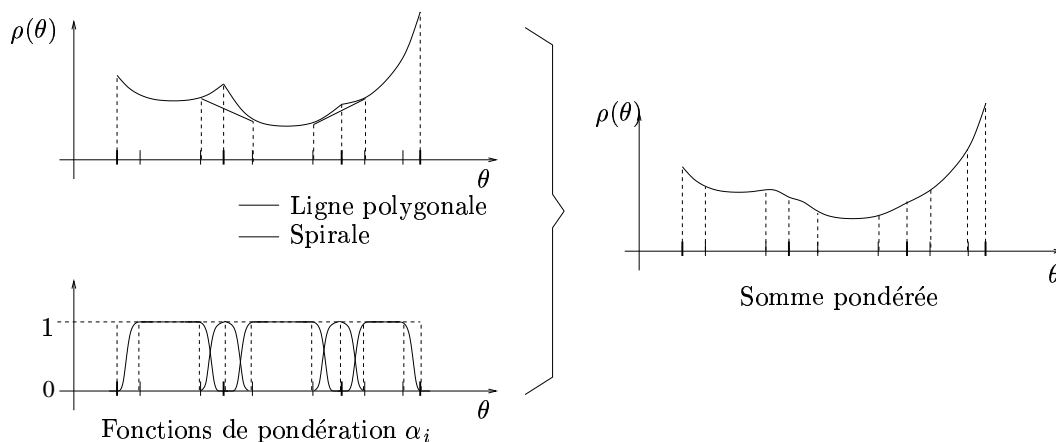 ρ(θ)
θ
Ligne polygonale
Spirale
1
0
θ
Fonctions de pondération αᵢ
ρ(θ)
θ
Somme pondérée